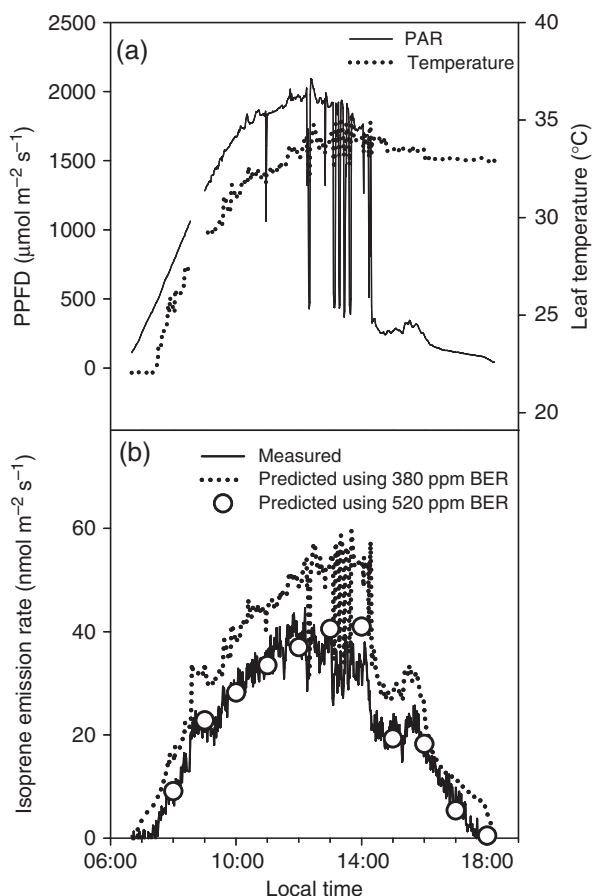 (a)
PAR
Temperature
PPFD (μmol m−2 s−1)
2500
2000
1500
1000
500
0
Leaf temperature (°C)
40
35
30
25
20
(b)
Measured
Predicted using 380 ppm BER
Predicted using 520 ppm BER
Isoprene emission rate (nmol m−2 s−1)
60
40
20
0
06:00 10:00 14:00 18:00
Local time